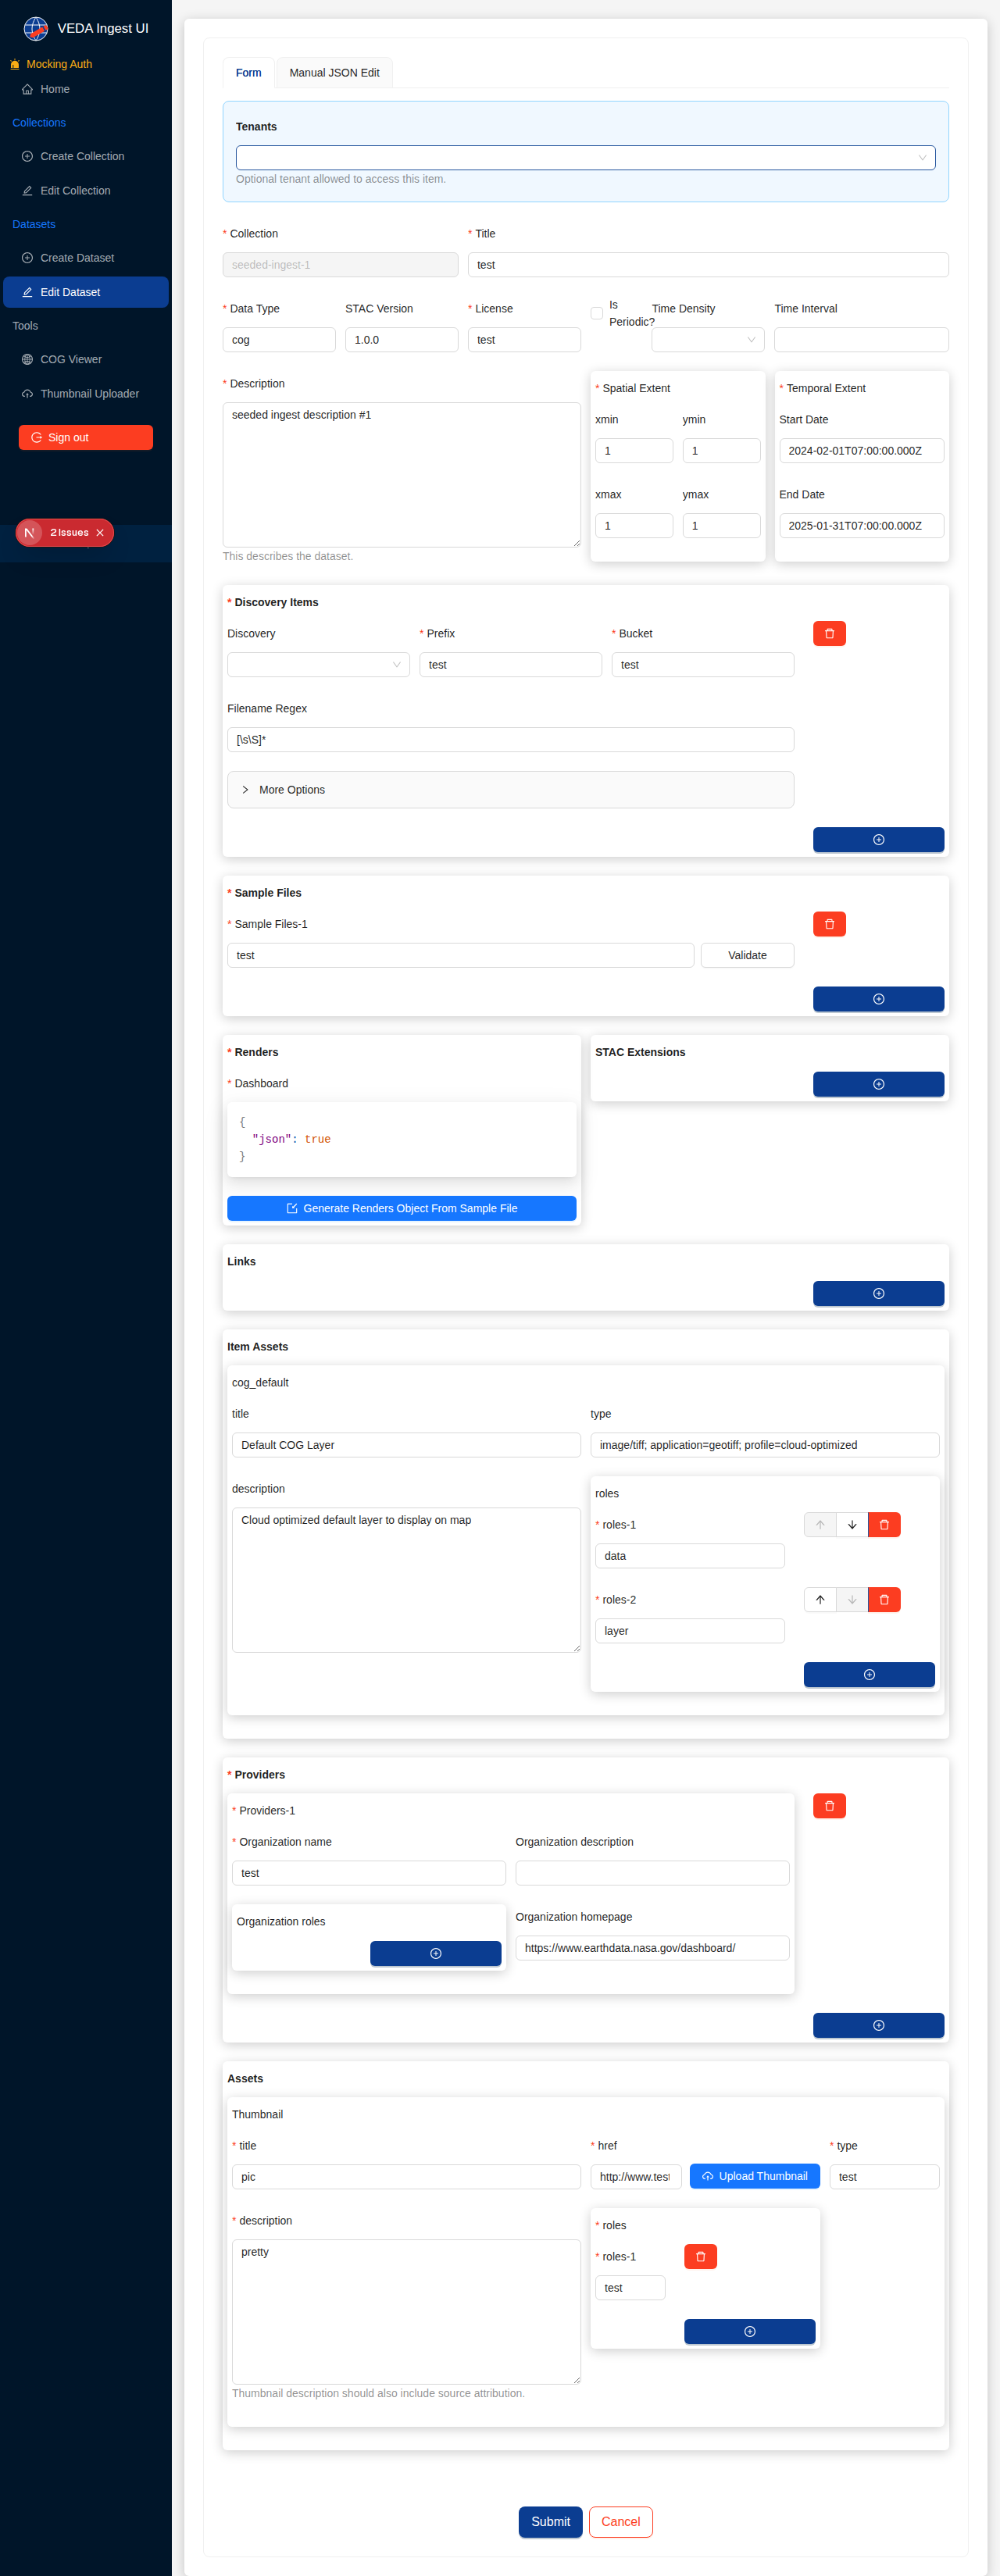 VEDA Ingest UI
Mocking Auth
Home
Collections
Create Collection
Edit Collection
Datasets
Create Dataset
Edit Dataset
Tools
COG Viewer
Thumbnail Uploader
Sign out
2 Issues
Form
Manual JSON Edit
Tenants
Optional tenant allowed to access this item.
* Collection
* Title
seeded-ingest-1
test
* Data Type
STAC Version
* License
Is Periodic?
Time Density
Time Interval
cog
1.0.0
test
* Description
seeded ingest description #1
This describes the dataset.
* Spatial Extent
xmin
ymin
1
1
xmax
ymax
1
1
* Temporal Extent
Start Date
2024-02-01T07:00:00.000Z
End Date
2025-01-31T07:00:00.000Z
* Discovery Items
Discovery
* Prefix
* Bucket
test
test
Filename Regex
[\s\S]*
More Options
* Sample Files
* Sample Files-1
test
Validate
* Renders
* Dashboard
{
"json": true
}
Generate Renders Object From Sample File
STAC Extensions
Links
Item Assets
cog_default
title
type
Default COG Layer
image/tiff; application=geotiff; profile=cloud-optimized
description
Cloud optimized default layer to display on map
roles
* roles-1
data
* roles-2
layer
* Providers
* Providers-1
* Organization name
Organization description
test
Organization roles
Organization homepage
https://www.earthdata.nasa.gov/dashboard/
Assets
Thumbnail
* title
* href
* type
pic
http://www.test
Upload Thumbnail
test
* description
pretty
Thumbnail description should also include source attribution.
* roles
* roles-1
test
Submit
Cancel